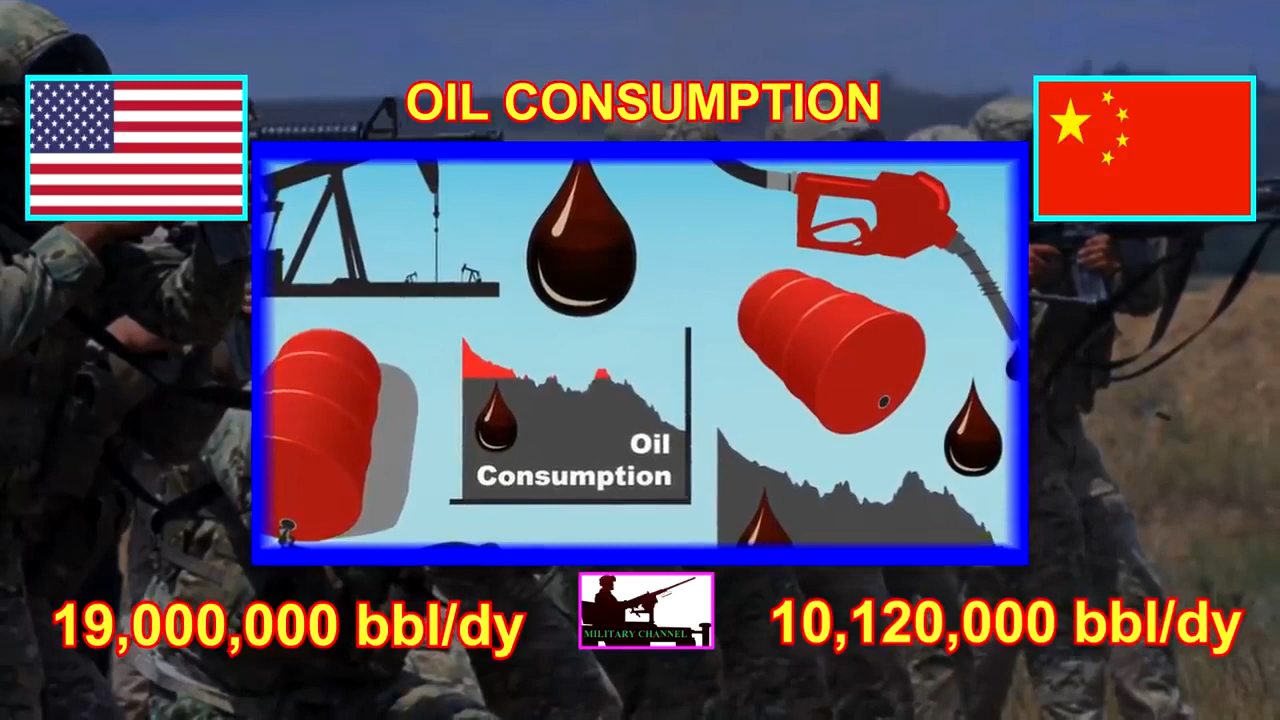 OIL CONSUMPTION
Oil
Consumption
19,000,000 bbl/dy
MILITARY CHANNEL
10,120,000 bbl/dy